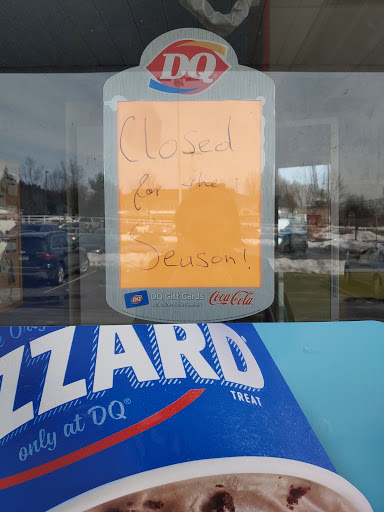 DQ
Closed
for the
Season!
DQ Gift Cards
Coca-Cola
ZZARD
TREAT
only at DQ